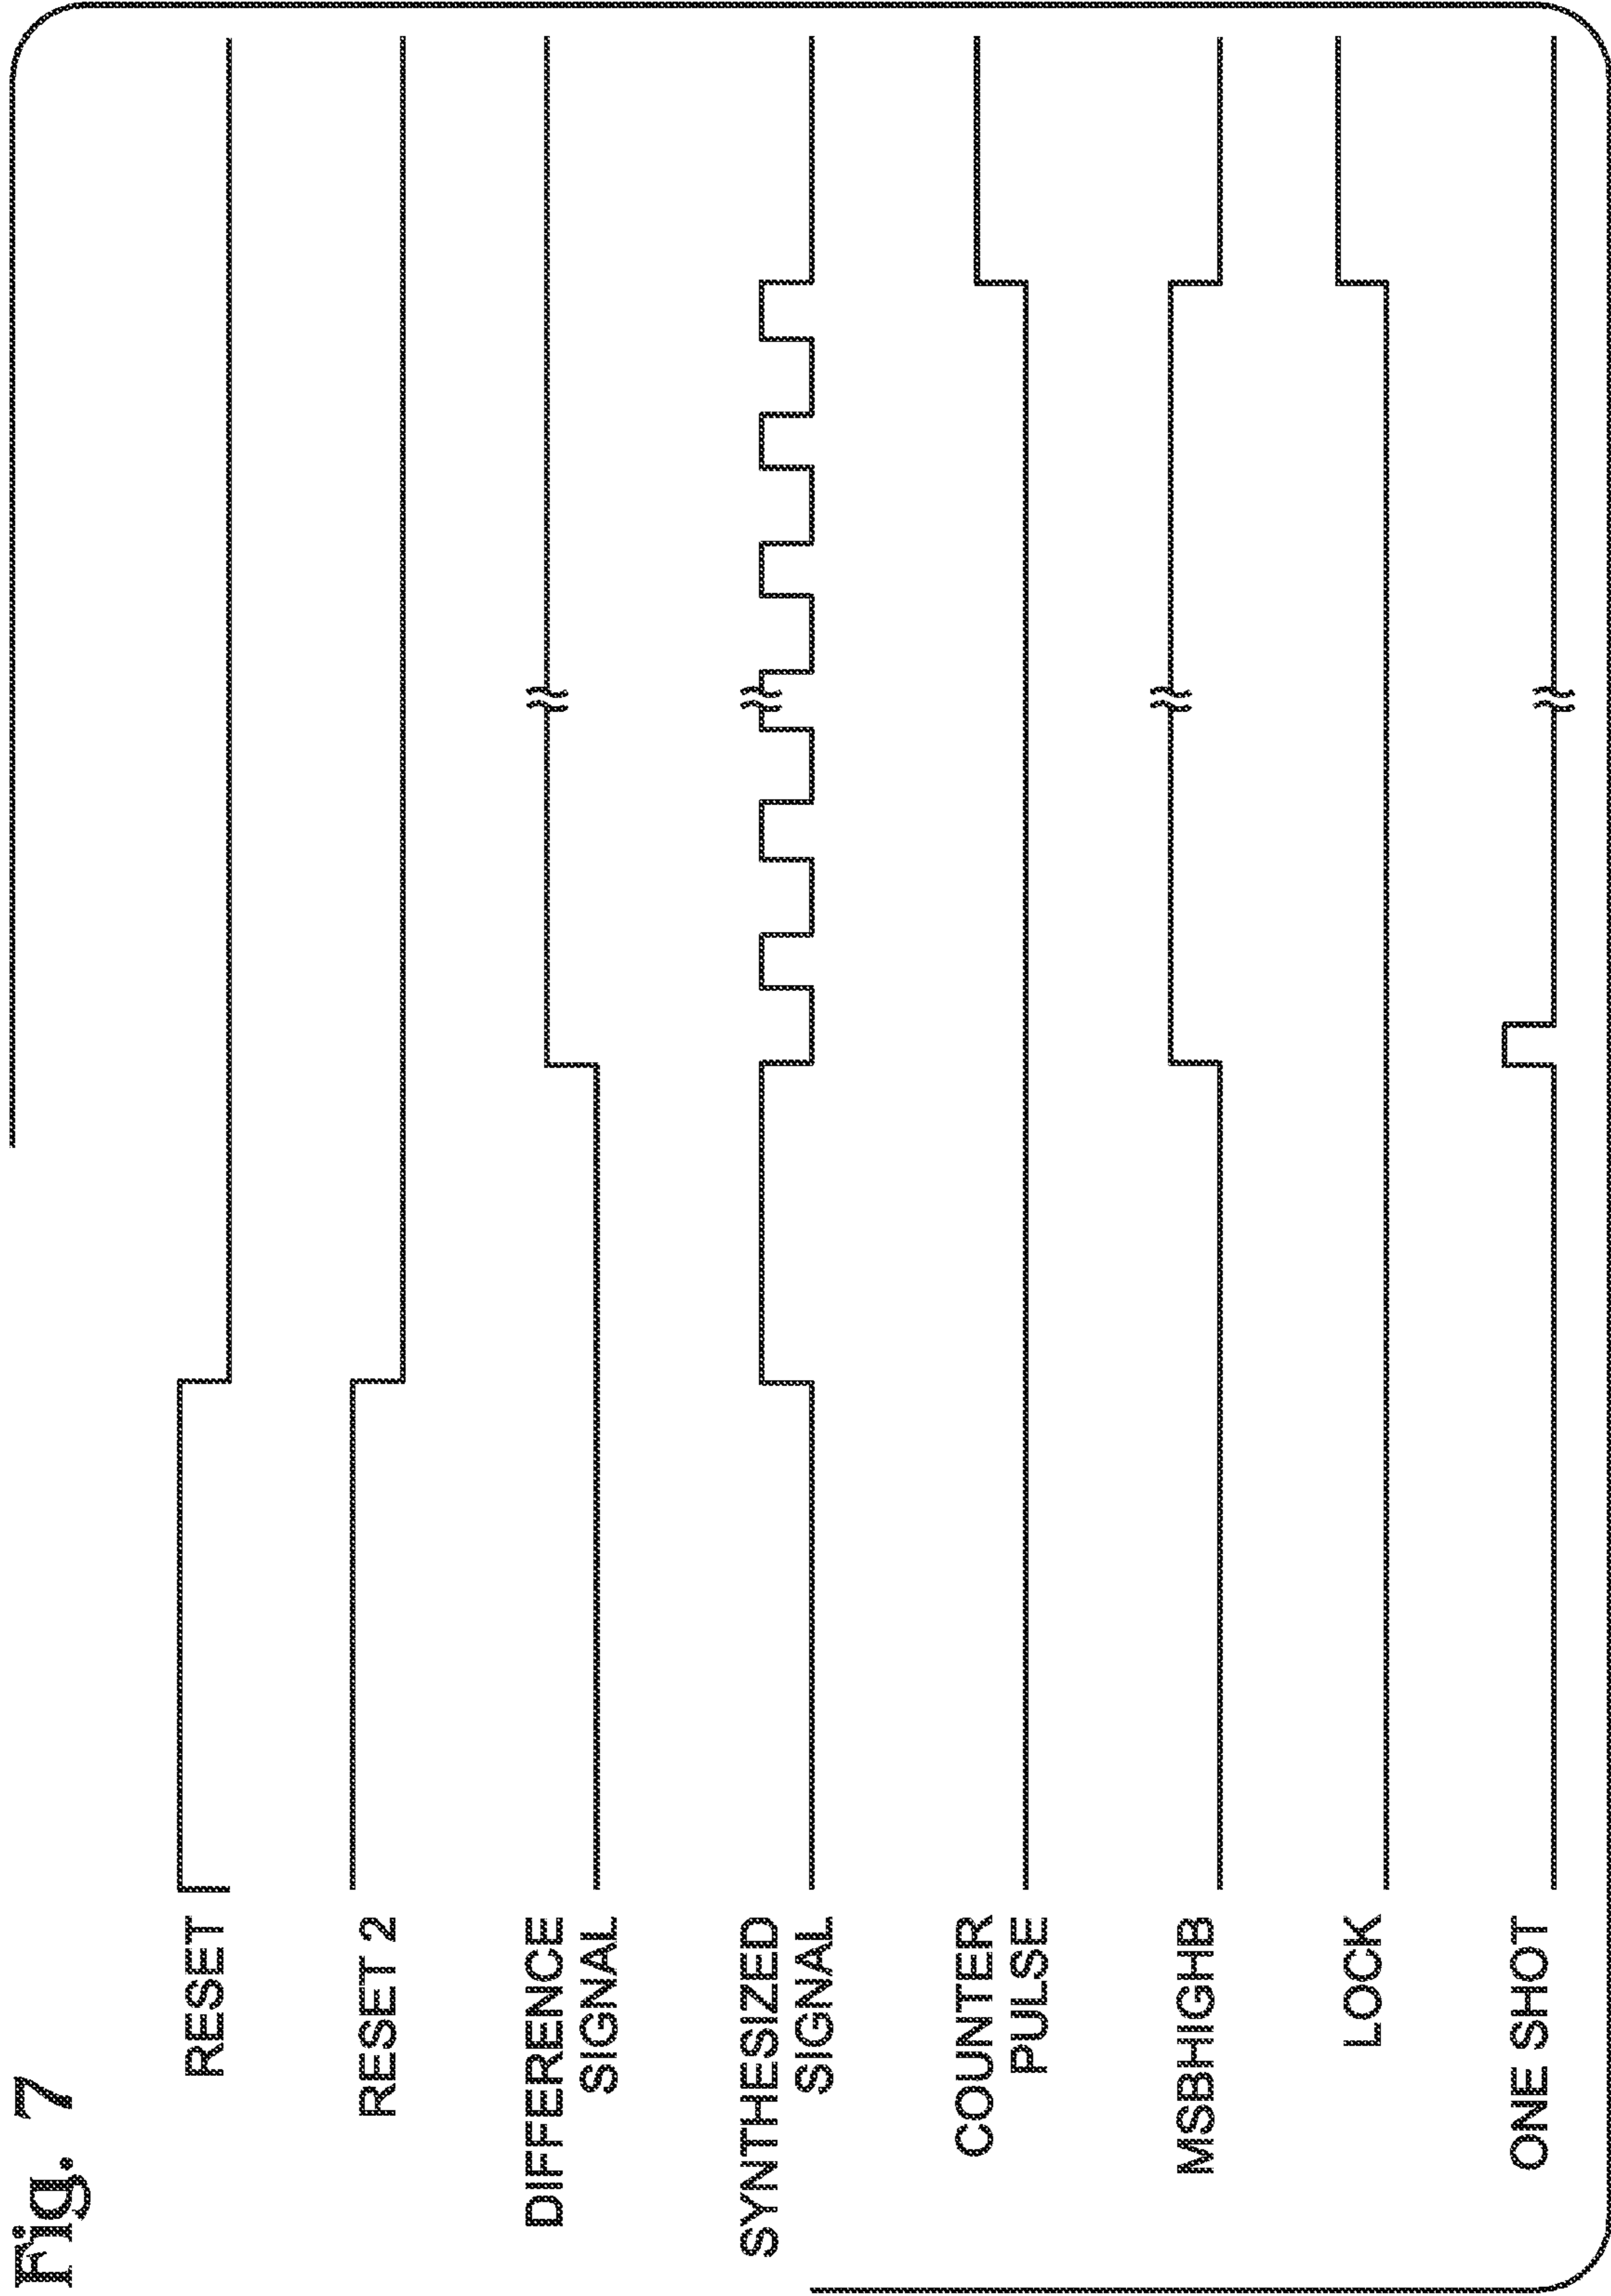 Fig. 7
RESET
RESET 2
DIFFERENCE
SIGNAL
SYNTHESIZED
SIGNAL
COUNTER
PULSE
MSBHIGHB
LOCK
ONE SHOT